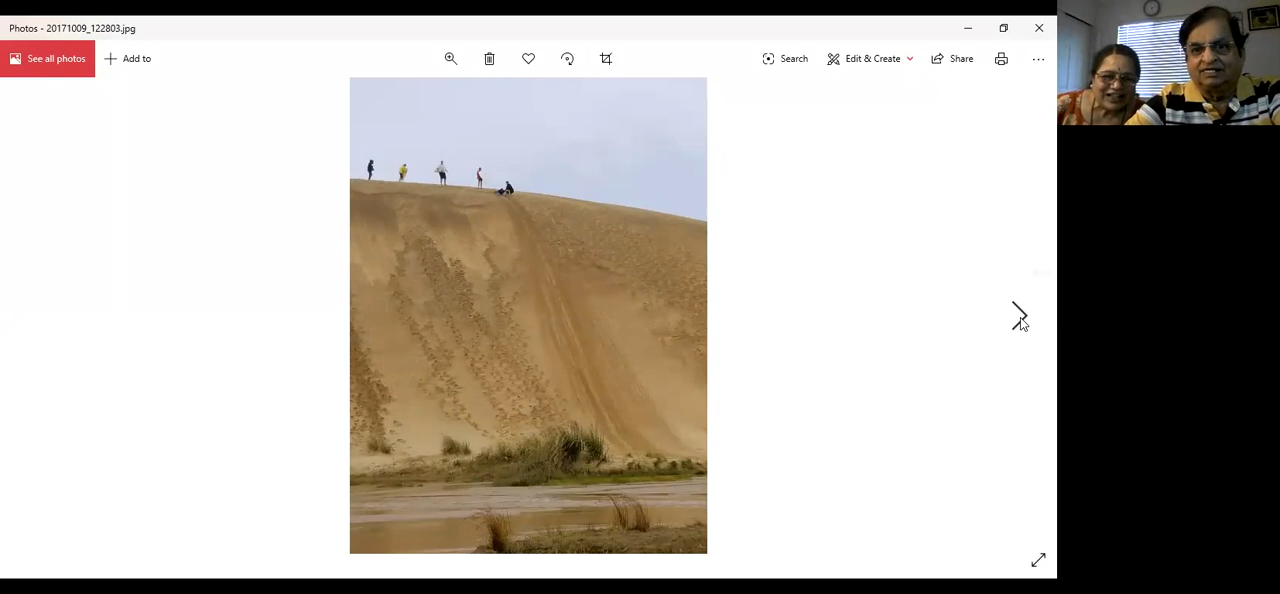 Photos - 20171009_122803.jpg
See all photos
Add to
Search
Edit & Create
Share